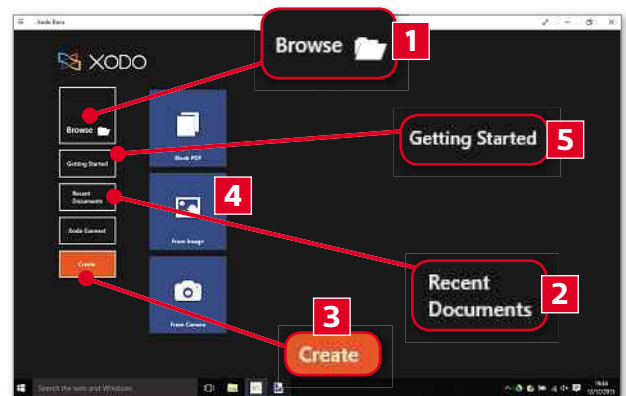 Xodo Docs
XODO
Browse
1
Browse
Getting Started
5
Getting Started
Blank PDF
Recent
Documents
4
Xodo Connect
From Image
Create
Recent
Documents
2
3
From Camera
Create
Search the web and Windows